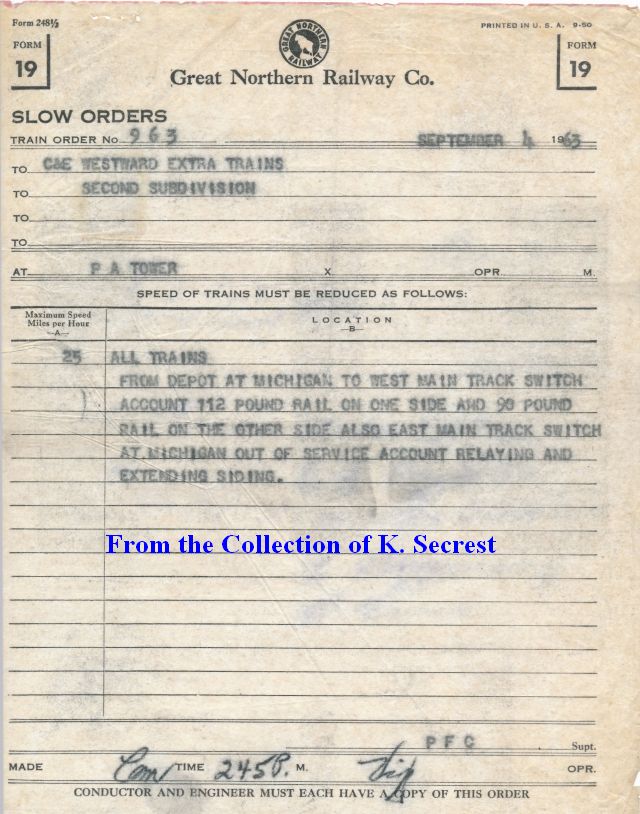 Form 248½
PRINTED IN U. S. A. 9-50
FORM
19
GREAT NORTHERN RAILWAY
FORM
19
Great Northern Railway Co.
SLOW ORDERS
TRAIN ORDER No. 963 SEPTEMBER 4 1963
TO C&E WESTWARD EXTRA TRAINS
TO SECOND SUBDIVISION
TO
TO
AT P A TOWER X OPR. M.
SPEED OF TRAINS MUST BE REDUCED AS FOLLOWS:
Maximum Speed
Miles per Hour
—A—
LOCATION
—B—
25 ALL TRAINS
FROM DEPOT AT MICHIGAN TO WEST MAIN TRACK SWITCH
ACCOUNT 112 POUND RAIL ON ONE SIDE AND 90 POUND
RAIL ON THE OTHER SIDE ALSO EAST MAIN TRACK SWITCH
AT MICHIGAN OUT OF SERVICE ACCOUNT RELAYING AND
EXTENDING SIDING.
From the Collection of K. Secrest
P F C Supt.
MADE Com TIME 245 P. M. OPR.
CONDUCTOR AND ENGINEER MUST EACH HAVE A COPY OF THIS ORDER